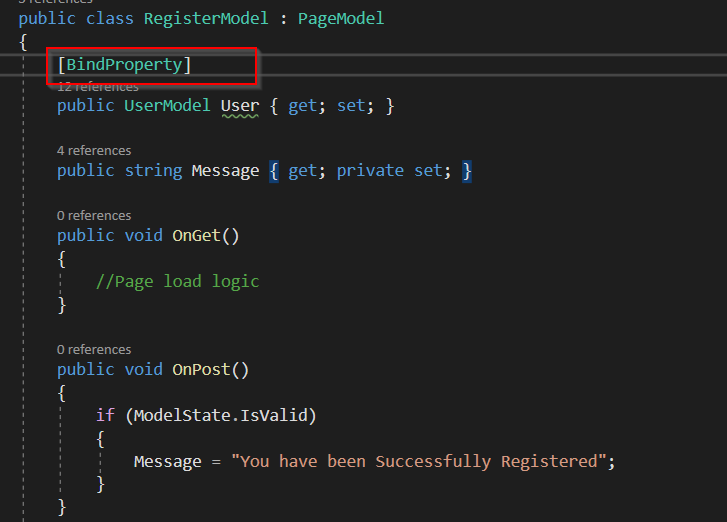 public class RegisterModel : PageModel
{
[BindProperty]
12 references
public UserModel User { get; set; }
4 references
public string Message { get; private set; }
0 references
public void OnGet()
{
//Page load logic
}
0 references
public void OnPost()
{
if (ModelState.IsValid)
{
Message = "You have been Successfully Registered";
}
}